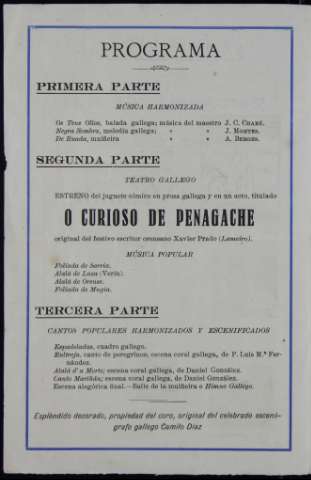 PROGRAMA
PRIMERA PARTE
MÚSICA HARMONIZADA
Os Teus Ollos, balada gallega; música del maestro J. C. CHANÉ.
Negra Sombra, melodía gallega; » » J. MONTES.
De Ruada, muiñeira » » A. BERGES.
SEGUNDA PARTE
TEATRO GALLEGO
ESTRENO del juguete cómico en prosa gallega y en un acto, titulado
O CURIOSO DE PENAGACHE
original del festivo escritor orensano Xavier Prado (Lameiro).
MÚSICA POPULAR
Foliada de Sarria.
Alalá de Laza (Verín).
Alalá de Orense.
Foliada de Mugía.
TERCERA PARTE
CANTOS POPULARES HARMONIZADOS Y ESCENIFICADOS
Espadeladas, cuadro gallego.
Ultreja, canto de peregrinos, escena coral gallega, de P. Luis M.ª Fer-
nández.
Alalá d' a Morte; escena coral gallega, de Daniel González.
Canto Mariñán; escena coral gallega, de Daniel González.
Escena alegórica final.—Baile de la muiñeira e Himno Gallego.
Espléndido decorado, propiedad del coro, original del celebrado escenó-
grafo gallego Camilo Díaz